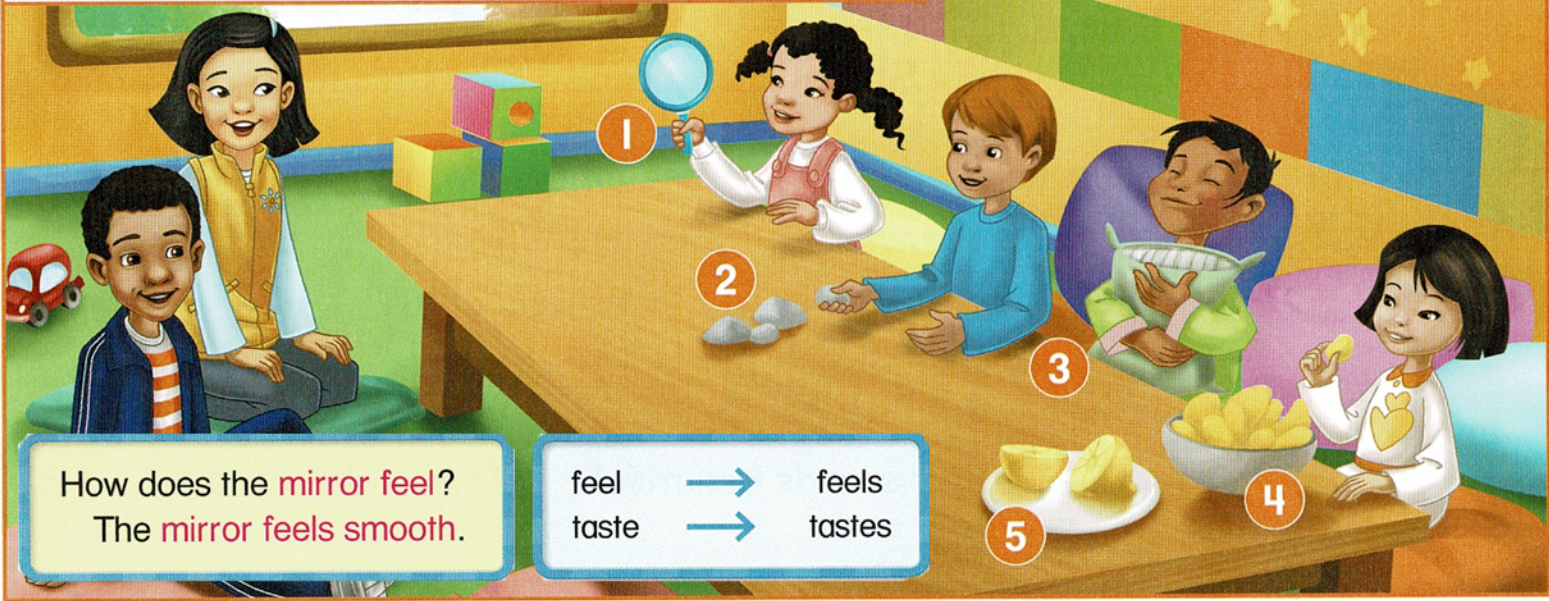 1
2
3
4
5
How does the mirror feel?
The mirror feels smooth.
feel → feels
taste → tastes